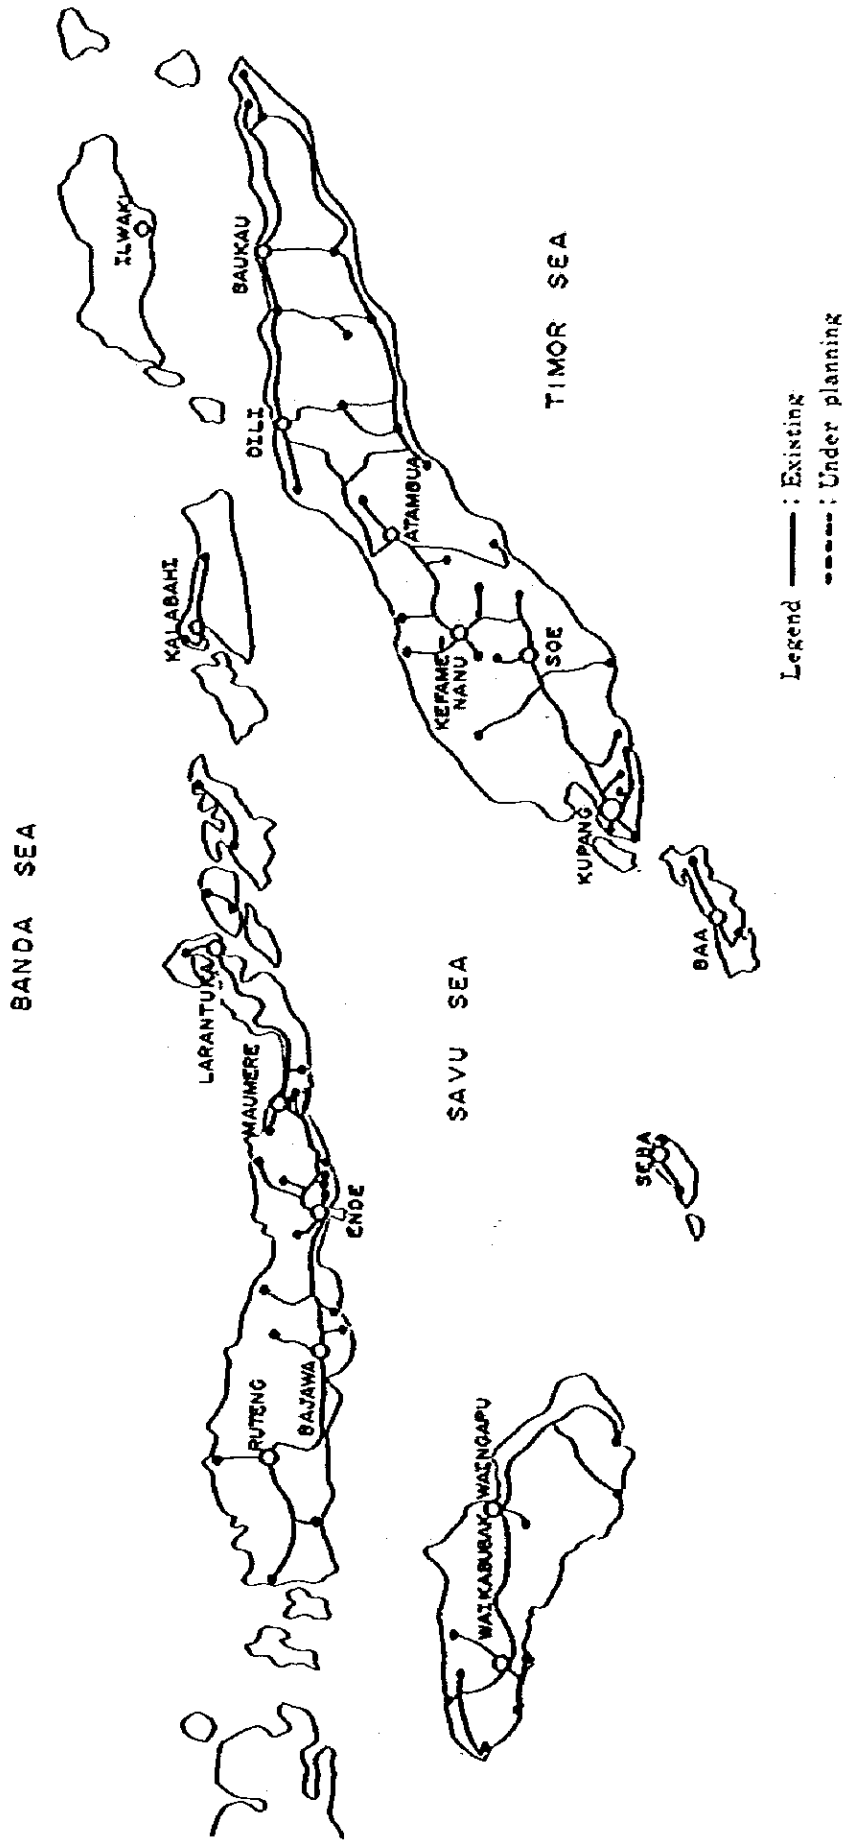 BANDA SEA
ILWAKI
BAUKAU
DILI
KALABAHI
ATAMBUA
KEFAME-
NANU
SOE
KUPANG
TIMOR SEA
LARANTUKA
MAUMERE
ENDE
SAVU SEA
BAA
SEBA
RUTENG
BAJAWA
WAINGAPU
WAIKABUBAK
Legend ——— : Existing
----- : Under planning